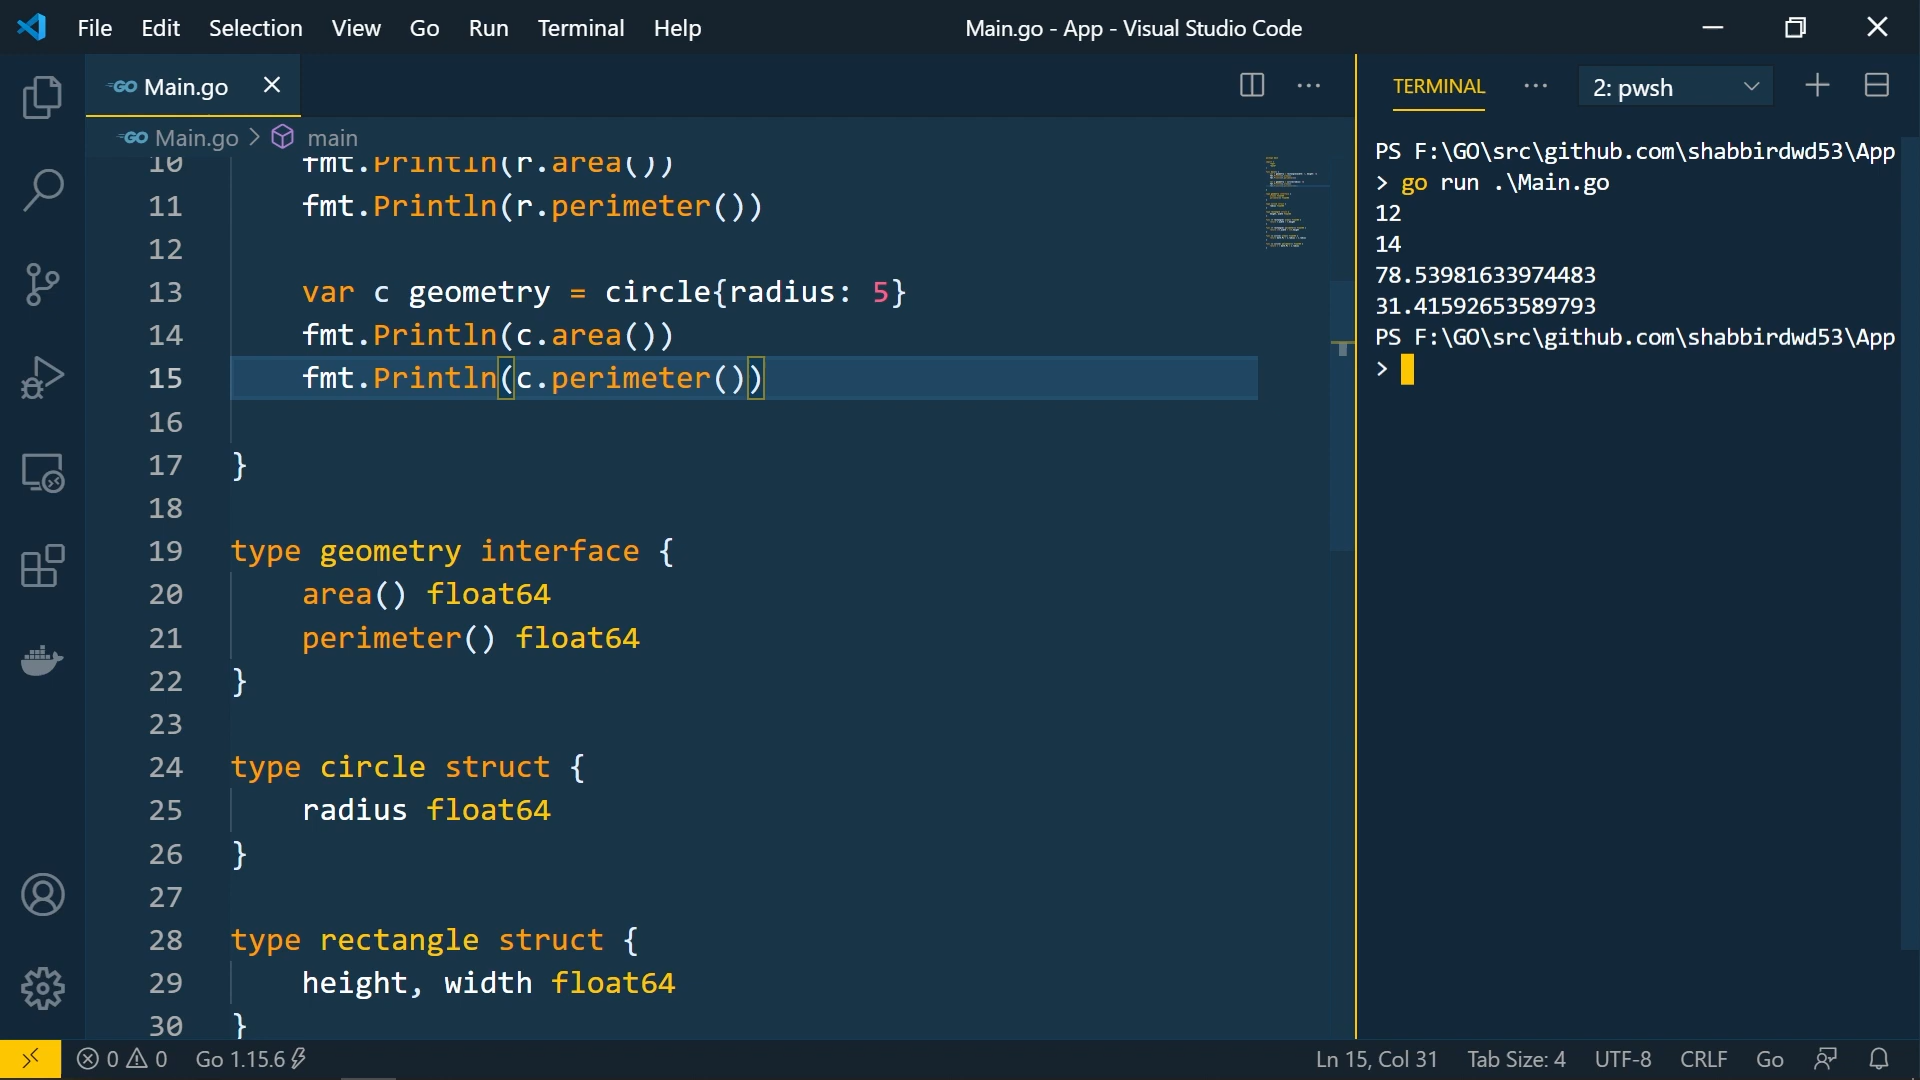 File Edit Selection View Go Run Terminal Help
Main.go - App - Visual Studio Code
GO Main.go
GO Main.go > main
10 fmt.Println(r.area())
11 fmt.Println(r.perimeter())
12
13 var c geometry = circle{radius: 5}
14 fmt.Println(c.area())
15 fmt.Println(c.perimeter())
16
17 }
18
19 type geometry interface {
20 area() float64
21 perimeter() float64
22 }
23
24 type circle struct {
25 radius float64
26 }
27
28 type rectangle struct {
29 height, width float64
30 }
TERMINAL ... 2: pwsh
PS F:\GO\src\github.com\shabbirdwd53\App
> go run .\Main.go
12
14
78.53981633974483
31.41592653589793
PS F:\GO\src\github.com\shabbirdwd53\App
>
0 0 Go 1.15.6
Ln 15, Col 31 Tab Size: 4 UTF-8 CRLF Go